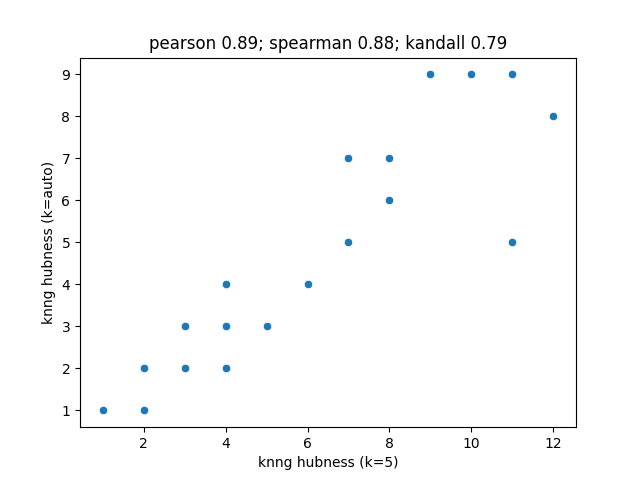 pearson 0.89; spearman 0.88; kandall 0.79
9
8
7
6
5
4
3
2
1
knng hubness (k=auto)
2 4 6 8 10 12
knng hubness (k=5)